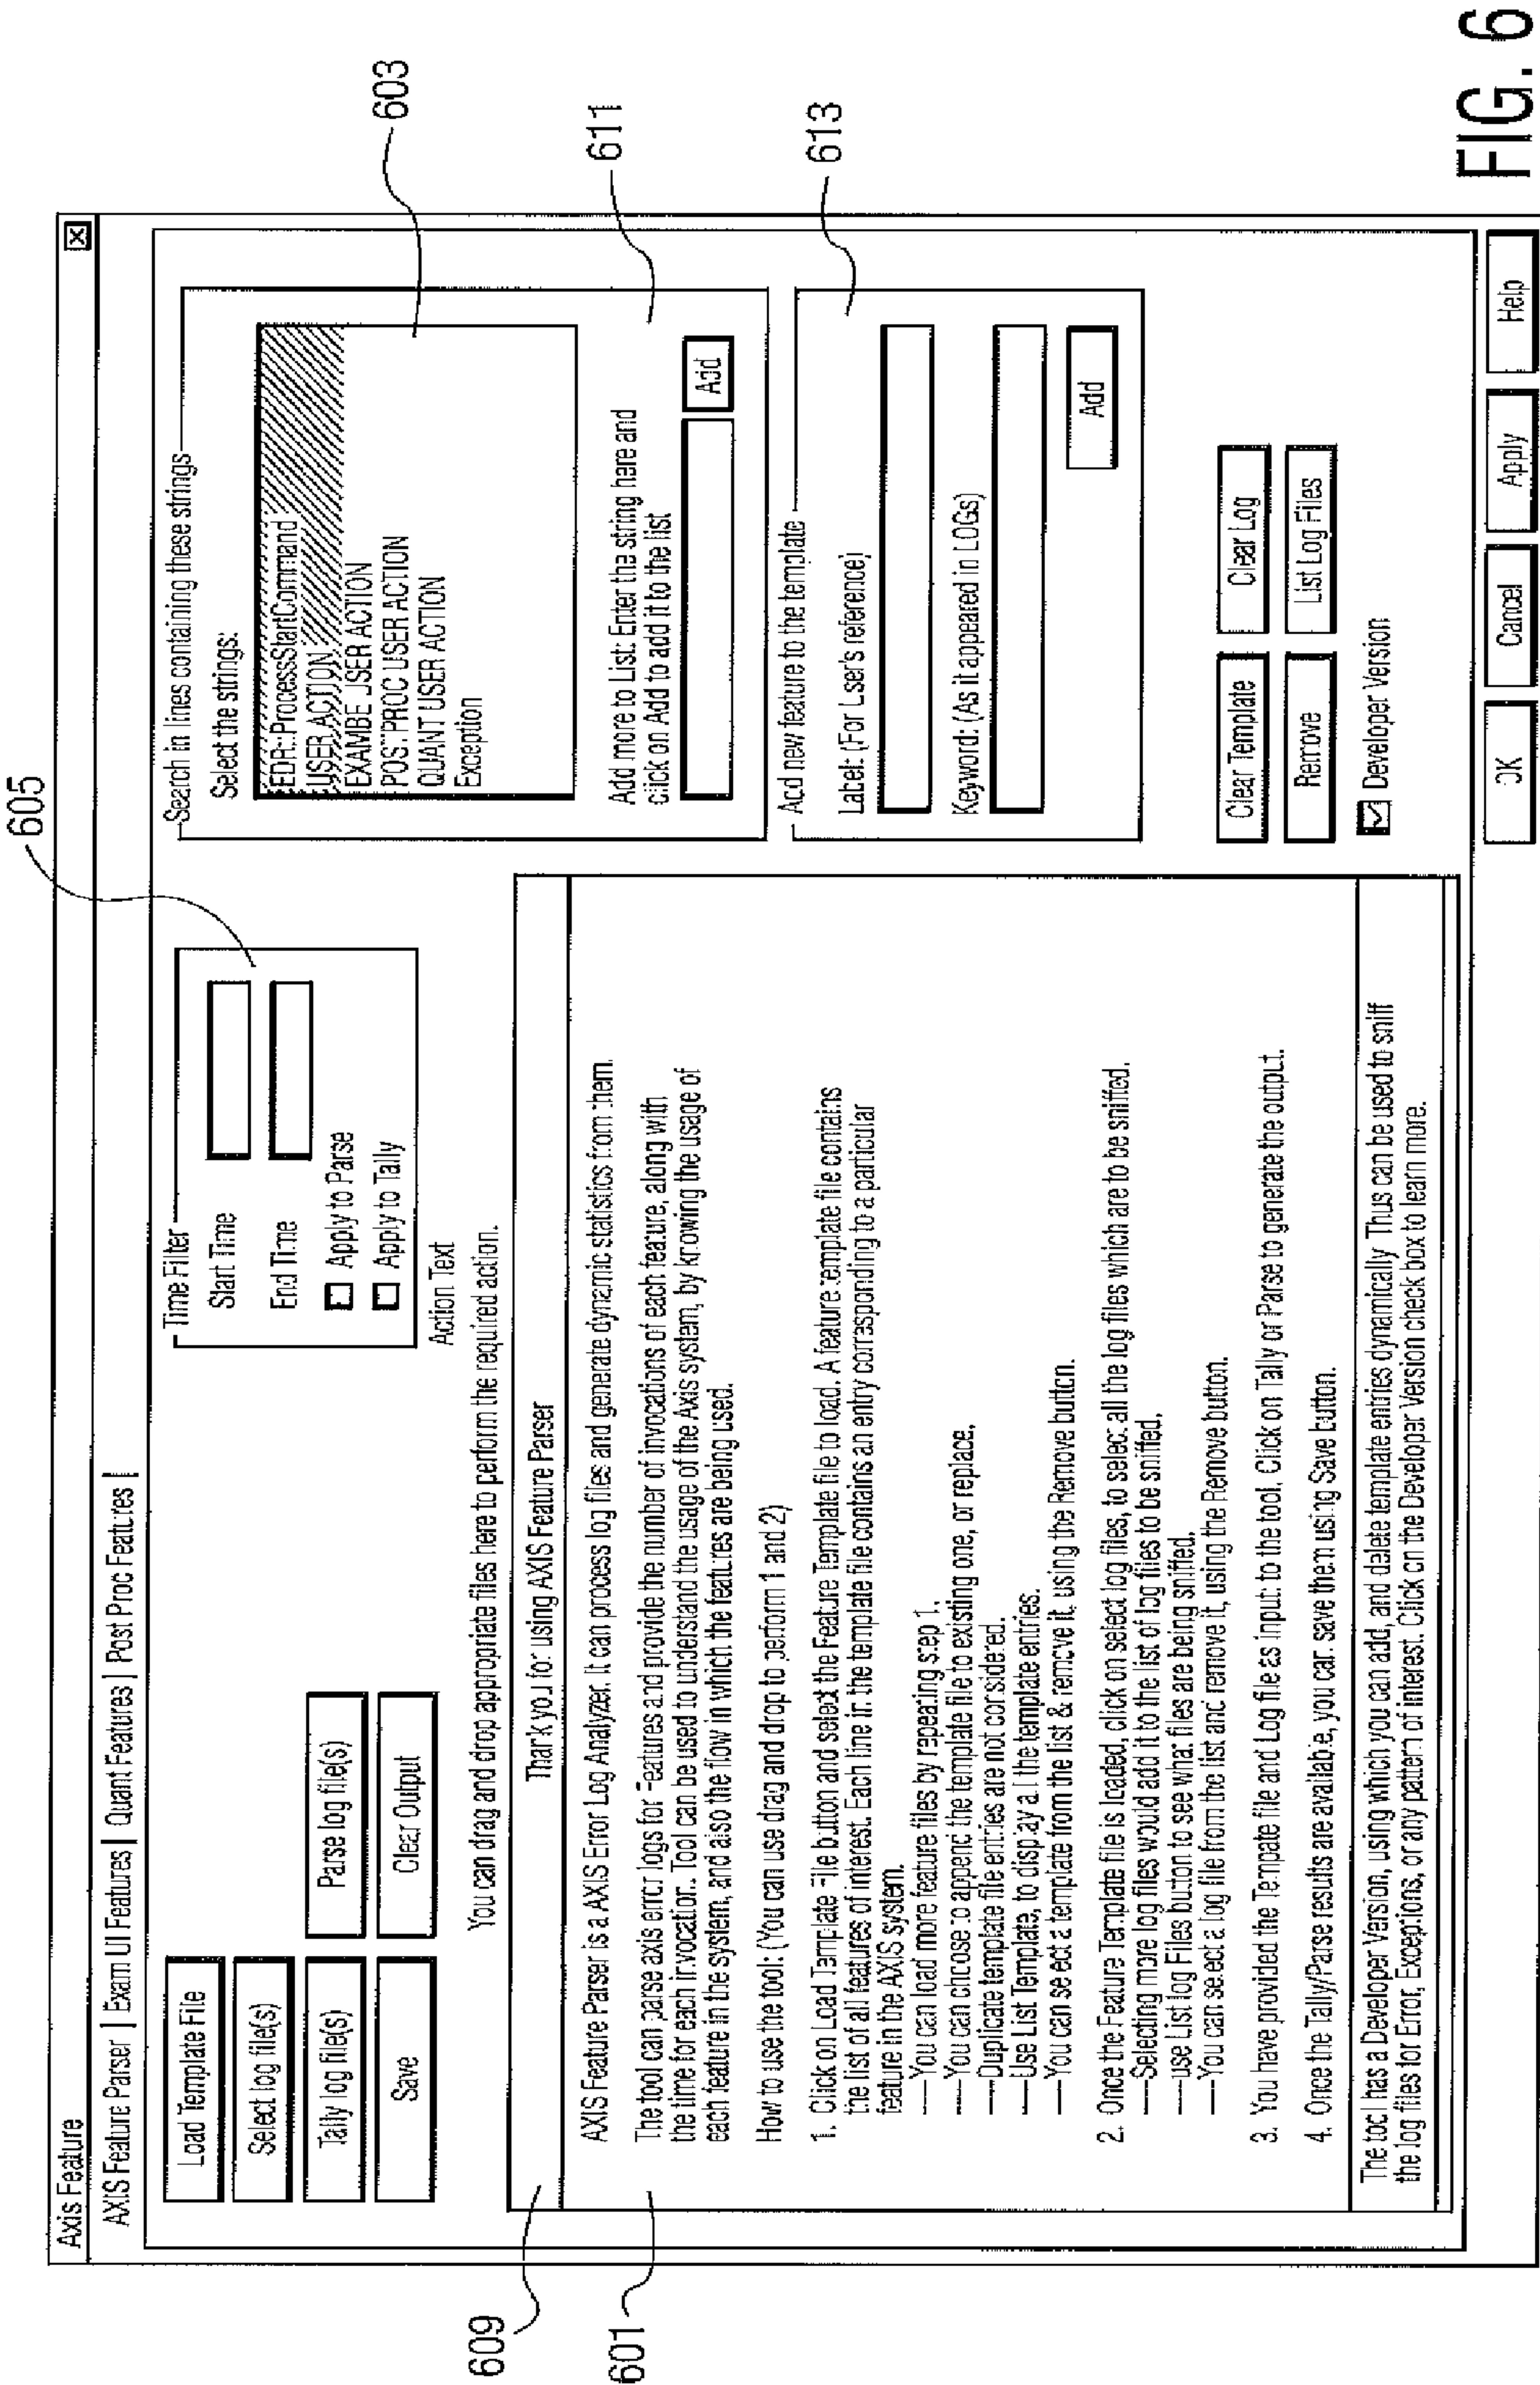 605
Axis Feature
AXIS Feature Parser | Exam UI Features | Quant Features | Post Proc Features |
Load Template File
Select log file(s)
Tally log file(s)
Parse log file(s)
Save
Clear Output
Time Filter
Start Time
End Time
Apply to Parse
Apply to Tally
Action Text
You can drag and drop appropriate files here to perform the required action.
Search in lines containing these strings
Select the strings:
EDR::ProcessStartCommand
USER ACTION
EXAMBE USER ACTION
POSTPROC USER ACTION
QUANT USER ACTION
Exception
603
Add more to List: Enter the string here and
click on Add to add it to the list
Add
611
Add new feature to the template
Label: (For User's reference)
Keyword: (As it appeared in LOGs)
Add
613
Clear Template
Clear Log
Remove
List Log Files
Developer Version
609
Thank you for using AXIS Feature Parser
601
AXIS Feature Parser is a AXIS Error Log Analyzer. It can process log files and generate dynamic statistics from them.
The tool can parse axis error logs for Features and provide the number of invocations of each feature, along with
the time for each invocation. Tool can be used to understand the usage of the Axis system, by knowing the usage of
each feature in the system, and also the flow in which the features are being used.
How to use the tool: (You can use drag and drop to perform 1 and 2)
1. Click on Load Template File button and select the Feature Template file to load. A feature template file contains
the list of all features of interest. Each line in the template file contains an entry corresponding to a particular
feature in the AXIS system.
----You can load more feature files by repeating step 1.
----You can choose to append the template file to existing one, or replace.
----Duplicate template file entries are not considered.
----Use List Template, to display all the template entries.
----You can select a template from the list & remove it, using the Remove button.
2. Once the Feature Template file is loaded, click on select log files, to select all the log files which are to be sniffed.
----Selecting more log files would add it to the list of log files to be sniffed.
----use List log Files button to see what files are being sniffed.
----You can select a log file from the list and remove it, using the Remove button.
3. You have provided the Tempate file and Log file as input to the tool. Click on Tally or Parse to generate the output.
4. Once the Tally/Parse results are available, you can save them using Save button.
The tool has a Developer Version, using which you can add, and delete template entries dynamically Thus can be used to sniff
the log files for Error, Exceptions, or any pattern of interest. Click on the Developer Version check box to learn more.
OK
Cancel
Apply
Help
FIG. 6